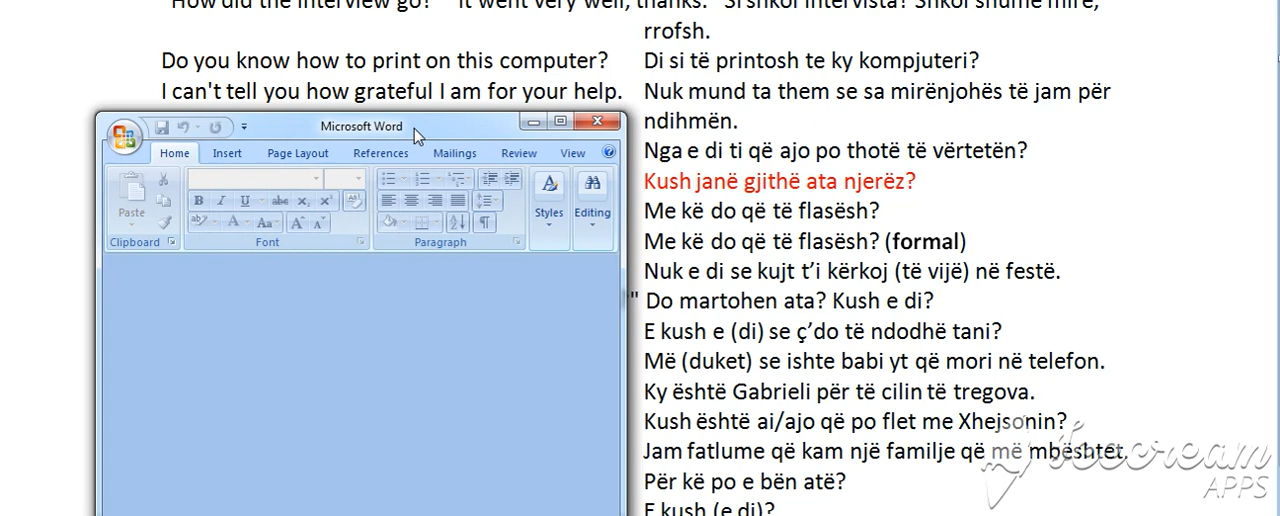 "How did the interview go?" "It went very well, thanks." "Si shkoi intervista? Shkoi shumë mirë,
rrofsh.
Do you know how to print on this computer? Di si të printosh te ky kompjuteri?
I can't tell you how grateful I am for your help. Nuk mund ta them se sa mirënjohës të jam për
ndihmën.
Microsoft Word
Home Insert Page Layout References Mailings Review View
Paste
Styles Editing
Clipboard Font Paragraph
Nga e di ti që ajo po thotë të vërtetën?
Kush janë gjithë ata njerëz?
Me kë do që të flasësh?
Me kë do që të flasësh? (formal)
Nuk e di se kujt t'i kërkoj (të vijë) në festë.
" Do martohen ata? Kush e di?
E kush e (di) se ç'do të ndodhë tani?
Më (duket) se ishte babi yt që mori në telefon.
Ky është Gabrieli për të cilin të tregova.
Kush është ai/ajo që po flet me Xhejsonin?
Jam fatlume që kam një familje që më mbështet.
Për kë po e bën atë?
E kush (e di)?
Icecream
APPS